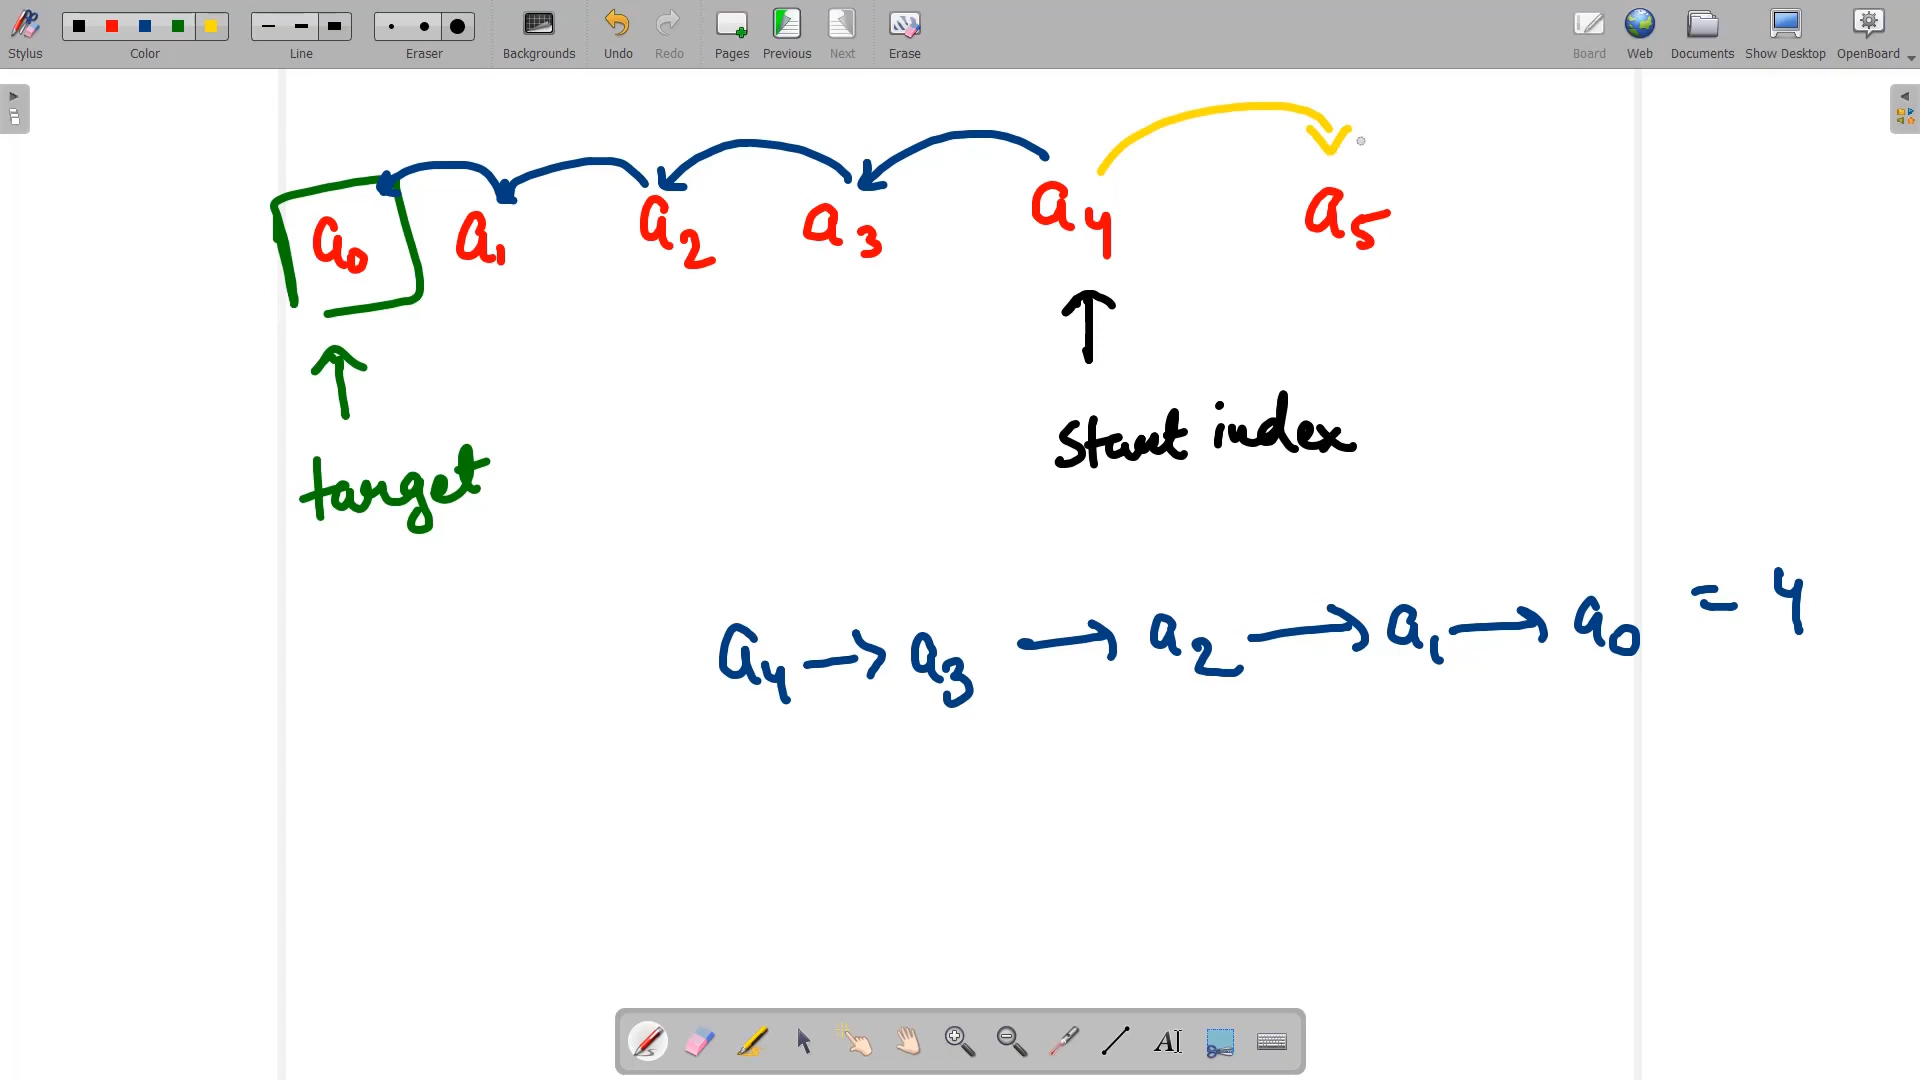 Stylus Color Line Eraser Backgrounds Undo Redo Pages Previous Next Erase Board Web Documents Show Desktop OpenBoard
a0 a1 a2 a3 a4 a5
target
start index
a4 → a3 → a2 → a1 → a0 = 4
AI